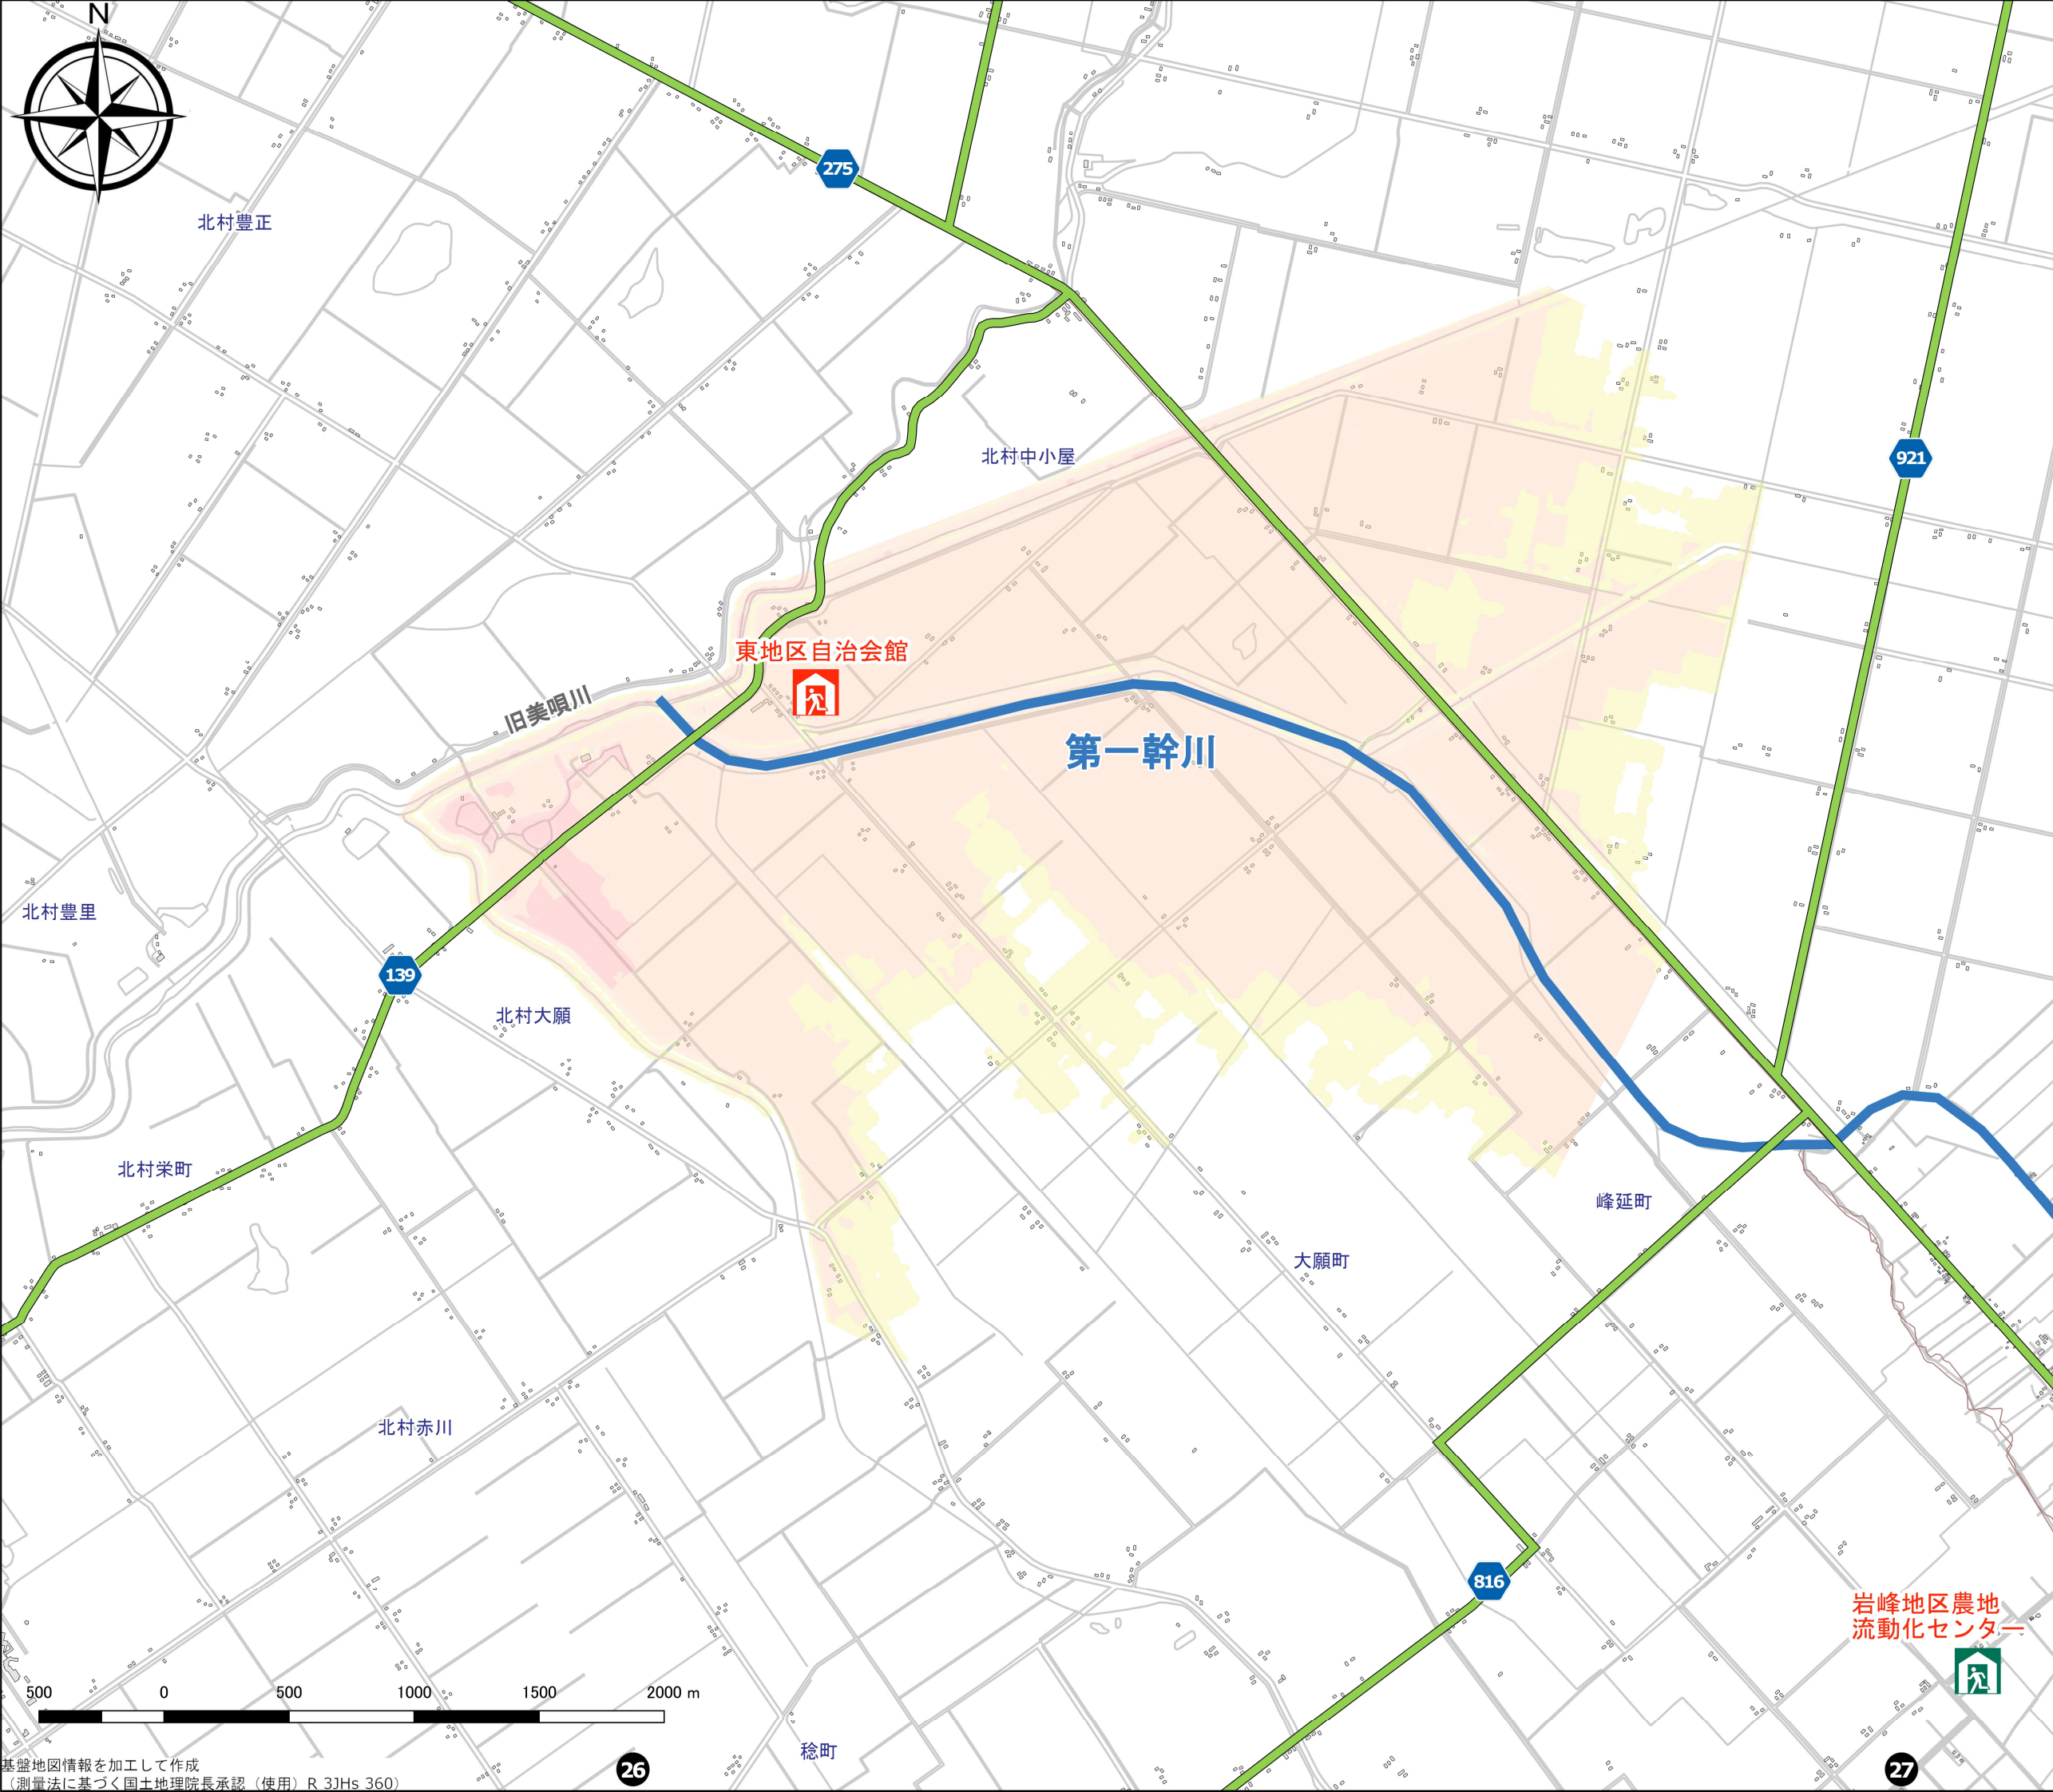 N
275
北村豊正
北村中小屋
921
東地区自治会館
旧美唄川
第一幹川
北村豊里
139
北村大願
北村栄町
峰延町
大願町
北村赤川
816
岩峰地区農地
流動化センター
500 0 500 1000 1500 2000 m
稔町
基盤地図情報を加工して作成
（測量法に基づく国土地理院長承認（使用）R 3JHs 360）
26
27